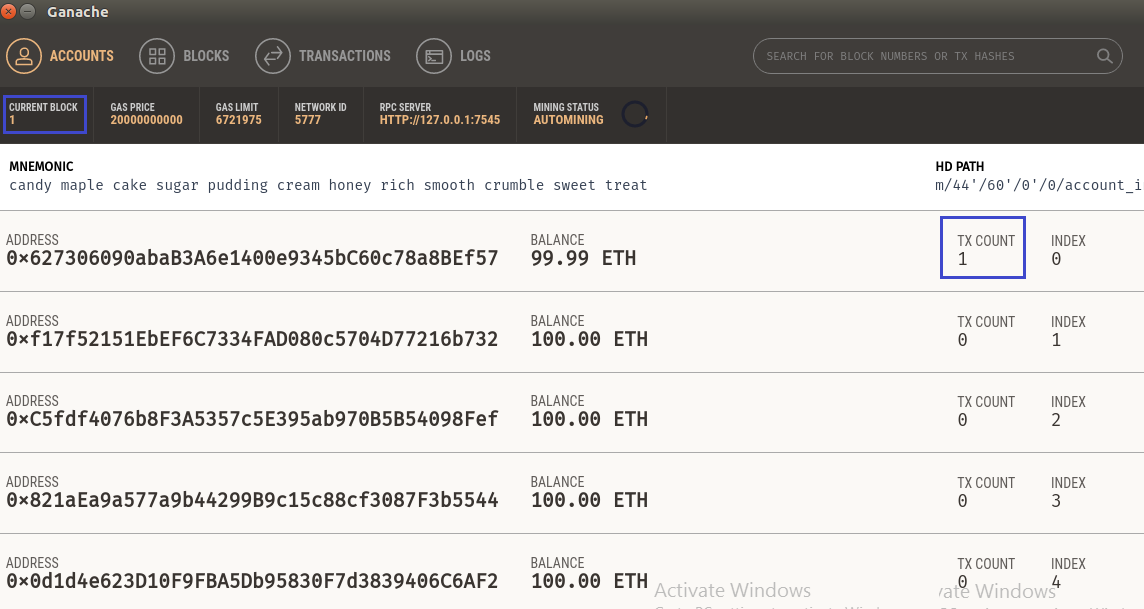 Ganache
ACCOUNTS BLOCKS TRANSACTIONS LOGS SEARCH FOR BLOCK NUMBERS OR TX HASHES
CURRENT BLOCK GAS PRICE GAS LIMIT NETWORK ID RPC SERVER MINING STATUS
1 20000000000 6721975 5777 HTTP://127.0.0.1:7545 AUTOMINING
MNEMONIC HD PATH
candy maple cake sugar pudding cream honey rich smooth crumble sweet treat m/44'/60'/0'/0/account_i
ADDRESS BALANCE TX COUNT INDEX
0×627306090abaB3A6e1400e9345bC60c78a8BEf57 99.99 ETH 1 0
ADDRESS BALANCE TX COUNT INDEX
0×f17f52151EbEF6C7334FAD080c5704D77216b732 100.00 ETH 0 1
ADDRESS BALANCE TX COUNT INDEX
0×C5fdf4076b8F3A5357c5E395ab970B5B54098Fef 100.00 ETH 0 2
ADDRESS BALANCE TX COUNT INDEX
0×821aEa9a577a9b44299B9c15c88cf3087F3b5544 100.00 ETH 0 3
ADDRESS BALANCE TX COUNT INDEX
0×0d1d4e623D10F9FBA5Db95830F7d3839406C6AF2 100.00 ETH 0 4
Activate Windows vate Windows